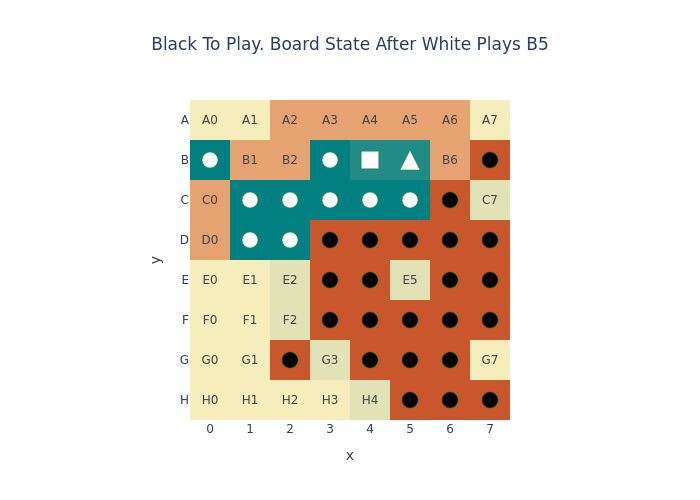 Black To Play. Board State After White Plays B5
A A0 A1 A2 A3 A4 A5 A6 A7
B B1 B2 B6
C C0 C7
D D0
y
E E0 E1 E2 E5
F F0 F1 F2
G G0 G1 G3 G7
H H0 H1 H2 H3 H4
0 1 2 3 4 5 6 7
x